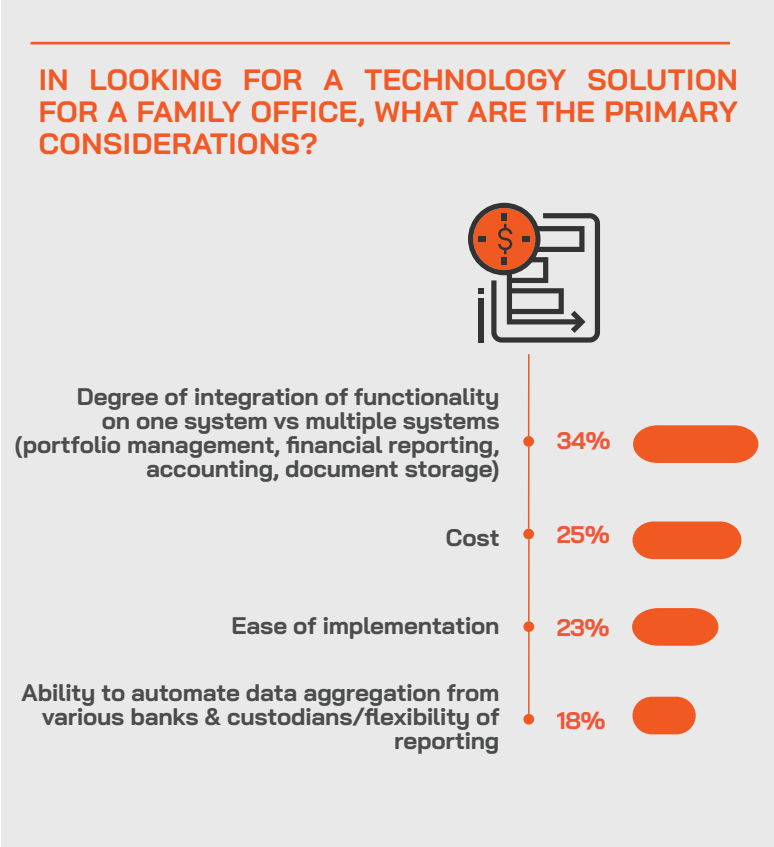 IN LOOKING FOR A TECHNOLOGY SOLUTION
FOR A FAMILY OFFICE, WHAT ARE THE PRIMARY
CONSIDERATIONS?
$
Degree of integration of functionality
on one system vs multiple systems
(portfolio management, financial reporting,
accounting, document storage)
34%
Cost
25%
Ease of implementation
23%
Ability to automate data aggregation from
various banks & custodians/flexibility of
reporting
18%